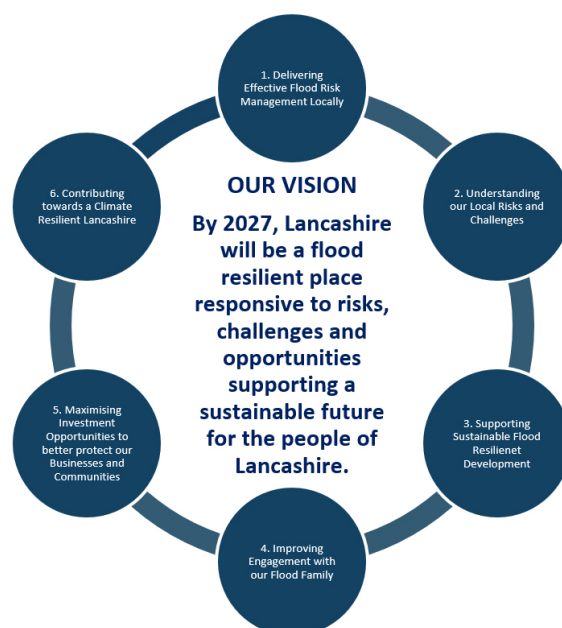 1. Delivering
Effective Flood Risk
Management Locally
OUR VISION
By 2027, Lancashire
will be a flood
resilient place
responsive to risks,
challenges and
opportunities
supporting a
sustainable future
for the people of
Lancashire.
2. Understanding
our Local Risks and
Challenges
3. Supporting
Sustainable Flood
Resilienet
Development
4. Improving
Engagement with
our Flood Family
5. Maximising
Investment
Opportunities to
better protect our
Businesses and
Communities
6. Contributing
towards a Climate
Resilient Lancashire